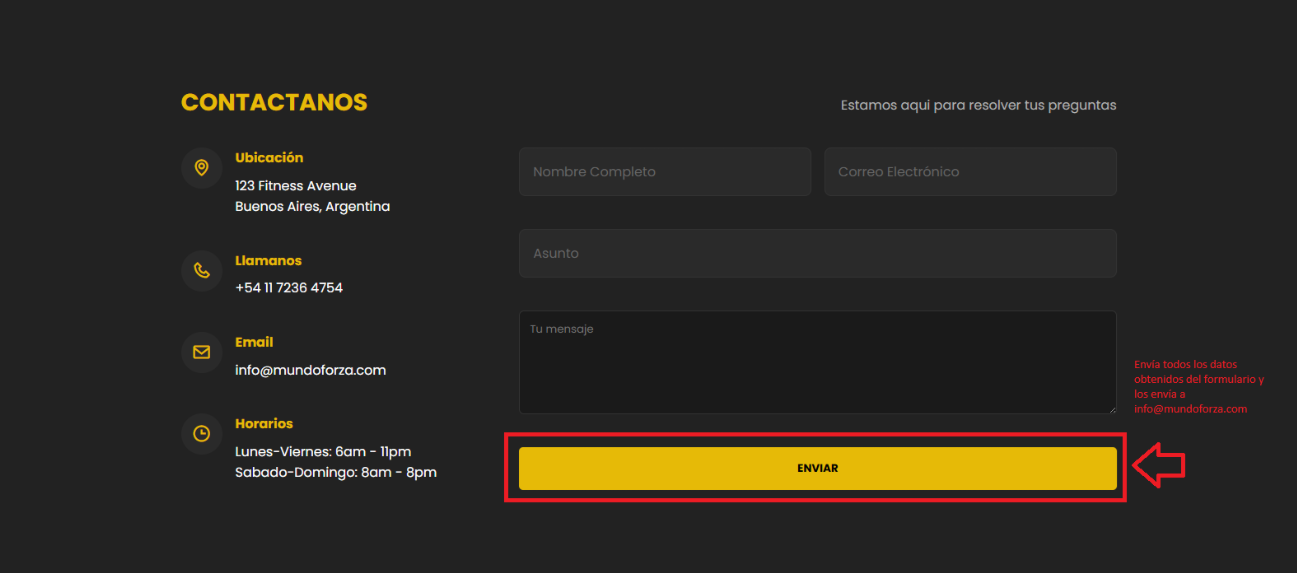 CONTACTANOS
Estamos aqui para resolver tus preguntas
Ubicación
123 Fitness Avenue
Buenos Aires, Argentina
Llamanos
+54 11 7236 4754
Email
info@mundoforza.com
Horarios
Lunes-Viernes: 6am - 11pm
Sabado-Domingo: 8am - 8pm
Nombre Completo
Correo Electrónico
Asunto
Tu mensaje
ENVIAR
Envía todos los datos
obtenidos del formulario y
los envia a
info@mundoforza.com